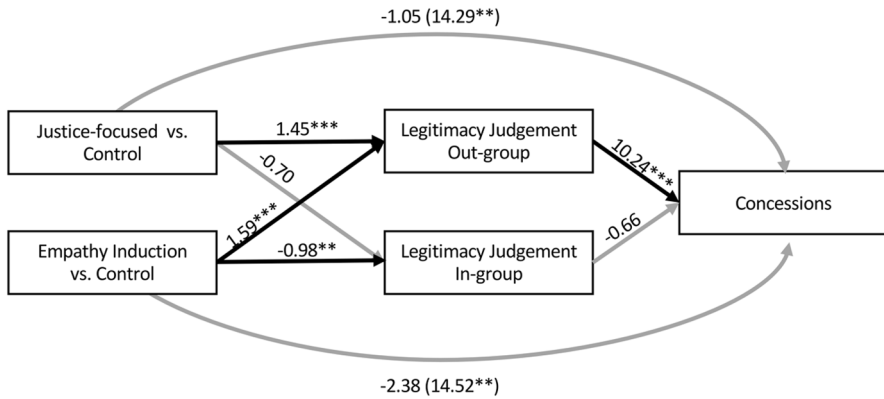 -1.05 (14.29**)
Justice-focused vs.
Control
1.45***
Legitimacy Judgement
Out-group
-0.70
10.24***
Concessions
1.59***
-0.66
Empathy Induction
vs. Control
-0.98**
Legitimacy Judgement
In-group
-2.38 (14.52**)